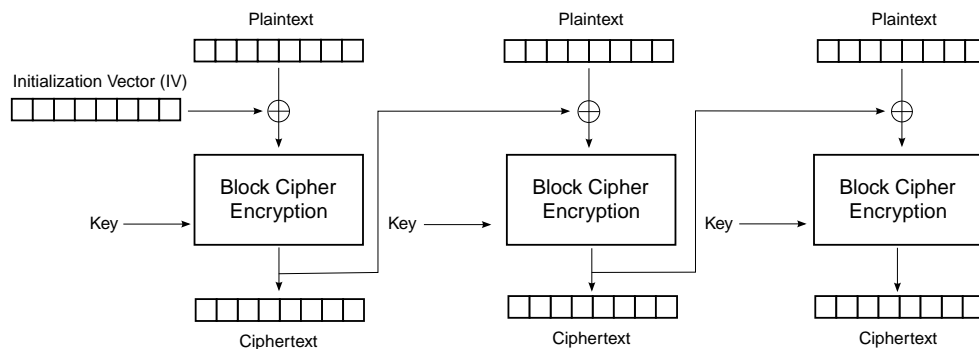 Plaintext
Plaintext
Plaintext
Initialization Vector (IV)
Block Cipher
Encryption
Block Cipher
Encryption
Block Cipher
Encryption
Key
Key
Key
Ciphertext
Ciphertext
Ciphertext